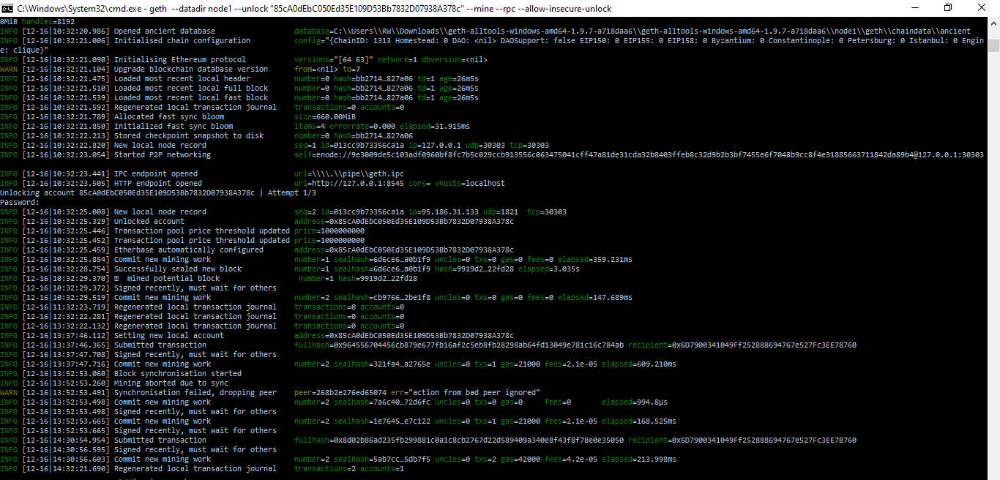 C:\Windows\System32\cmd.exe - geth --datadir node1 --unlock "85cA0dEbC050Ed35E109D53Bb7832D07938A378c" --mine --rpc --allow-insecure-unlock
0MiB handles=8192
INFO [12-16|10:32:20.986] Opened ancient database database=C:\\Users\\RW\\Downloads\\geth-alltools-windows-amd64-1.9.7-a718daa6\\geth-alltools-windows-amd64-1.9.7-a718daa6\\node1\\geth\\chaindata\\ancient
INFO [12-16|10:32:21.006] Initialised chain configuration config="{ChainID: 1313 Homestead: 0 DAO: <nil> DAOSupport: false EIP150: 0 EIP155: 0 EIP158: 0 Byzantium: 0 Constantinople: 0 Petersburg: 0 Istanbul: 0 Engin
e: clique}"
INFO [12-16|10:32:21.090] Initialising Ethereum protocol versions="[64 63]" network=1 dbversion=<nil>
WARN [12-16|10:32:21.104] Upgrade blockchain database version from=<nil> to=7
INFO [12-16|10:32:21.475] Loaded most recent local header number=0 hash=bb2714…827a06 td=1 age=26m5s
INFO [12-16|10:32:21.510] Loaded most recent local full block number=0 hash=bb2714…827a06 td=1 age=26m5s
INFO [12-16|10:32:21.539] Loaded most recent local fast block number=0 hash=bb2714…827a06 td=1 age=26m5s
INFO [12-16|10:32:21.592] Regenerated local transaction journal transactions=0 accounts=0
INFO [12-16|10:32:21.789] Allocated fast sync bloom size=660.00MiB
INFO [12-16|10:32:21.850] Initialized fast sync bloom items=4 errorrate=0.000 elapsed=31.915ms
INFO [12-16|10:32:22.213] Stored checkpoint snapshot to disk number=0 hash=bb2714…827a06
INFO [12-16|10:32:22.820] New local node record seq=1 id=013cc9b73356ca1a ip=127.0.0.1 udp=30303 tcp=30303
INFO [12-16|10:32:23.054] Started P2P networking self=enode://9e3009de5c103adf0960bf8fc7b5c029ccb913556c063475041cff47a81de31cda32b8403ffeb8c32d9b2b3bf7455e6f7048b9cc8f4e31885663711842da89b4@127.0.0.1:30303
INFO [12-16|10:32:23.441] IPC endpoint opened url=\\\\.\\pipe\\geth.ipc
INFO [12-16|10:32:23.505] HTTP endpoint opened url=http://127.0.0.1:8545 cors= vhosts=localhost
Unlocking account 85cA0dEbC050Ed35E109D53Bb7832D07938A378c | Attempt 1/3
Password:
INFO [12-16|10:32:25.008] New local node record seq=2 id=013cc9b73356ca1a ip=95.186.31.133 udp=1821 tcp=30303
INFO [12-16|10:32:25.329] Unlocked account address=0x85cA0dEbC050Ed35E109D53Bb7832D07938A378c
INFO [12-16|10:32:25.446] Transaction pool price threshold updated price=1000000000
INFO [12-16|10:32:25.452] Transaction pool price threshold updated price=1000000000
INFO [12-16|10:32:25.459] Etherbase automatically configured address=0x85cA0dEbC050Ed35E109D53Bb7832D07938A378c
INFO [12-16|10:32:25.854] Commit new mining work number=1 sealhash=6d6ce6…a0b1f9 uncles=0 txs=0 gas=0 fees=0 elapsed=359.231ms
INFO [12-16|10:32:28.754] Successfully sealed new block number=1 sealhash=6d6ce6…a0b1f9 hash=9919d2…22fd28 elapsed=3.035s
INFO [12-16|10:32:29.370] mined potential block number=1 hash=9919d2…22fd28
INFO [12-16|10:32:29.372] Signed recently, must wait for others
INFO [12-16|10:32:29.519] Commit new mining work number=2 sealhash=cb9766…2be1f8 uncles=0 txs=0 gas=0 fees=0 elapsed=147.689ms
INFO [12-16|11:32:23.719] Regenerated local transaction journal transactions=0 accounts=0
INFO [12-16|12:32:22.281] Regenerated local transaction journal transactions=0 accounts=0
INFO [12-16|13:32:22.132] Regenerated local transaction journal transactions=0 accounts=0
INFO [12-16|13:37:46.112] Setting new local account address=0x85cA0dEbC050Ed35E109D53Bb7832D07938A378c
INFO [12-16|13:37:46.365] Submitted transaction fullhash=0x964556704456cb879e677fb16af2c5eb8fb28298ab64fd13049e781c16c784ab recipient=0x6D7900341049Ff252888694767e527Fc3EE78760
INFO [12-16|13:37:47.708] Signed recently, must wait for others
INFO [12-16|13:37:47.716] Commit new mining work number=2 sealhash=321fa4…a2765e uncles=0 txs=1 gas=21000 fees=2.1e-05 elapsed=609.210ms
INFO [12-16|13:52:53.060] Block synchronisation started
INFO [12-16|13:52:53.260] Mining aborted due to sync
WARN [12-16|13:52:53.491] Synchronisation failed, dropping peer peer=268b2e276ed65074 err="action from bad peer ignored"
INFO [12-16|13:52:53.498] Commit new mining work number=2 sealhash=7a6c40…72d6fc uncles=0 txs=0 gas=0 fees=0 elapsed=994.8µs
INFO [12-16|13:52:53.498] Signed recently, must wait for others
INFO [12-16|13:52:53.665] Commit new mining work number=2 sealhash=1e7645…e7c122 uncles=0 txs=1 gas=21000 fees=2.1e-05 elapsed=168.525ms
INFO [12-16|13:52:53.665] Signed recently, must wait for others
INFO [12-16|14:30:54.954] Submitted transaction fullhash=0x8d02b86ad235fb299881c0a1c8cb2767d22d589409a340e8f43f8f78e0e35050 recipient=0x6D7900341049Ff252888694767e527Fc3EE78760
INFO [12-16|14:30:56.595] Signed recently, must wait for others
INFO [12-16|14:30:56.603] Commit new mining work number=2 sealhash=5ab7cc…5db7f5 uncles=0 txs=2 gas=42000 fees=4.2e-05 elapsed=213.998ms
INFO [12-16|14:32:21.690] Regenerated local transaction journal transactions=2 accounts=1